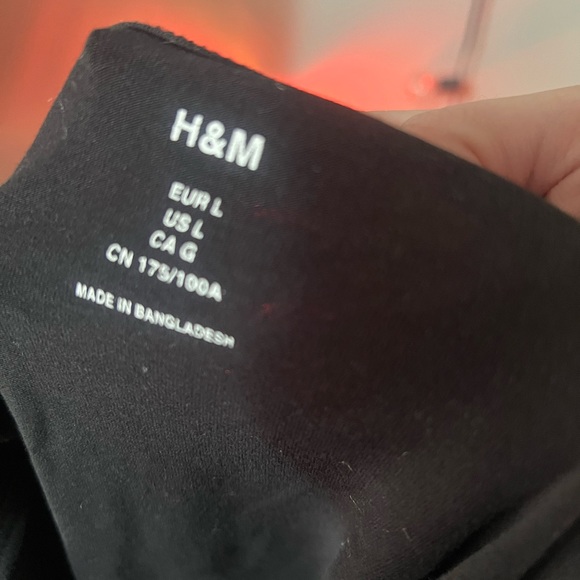 H&M
EUR L
US L
CA G
CN 175/100A
MADE IN BANGLADESH